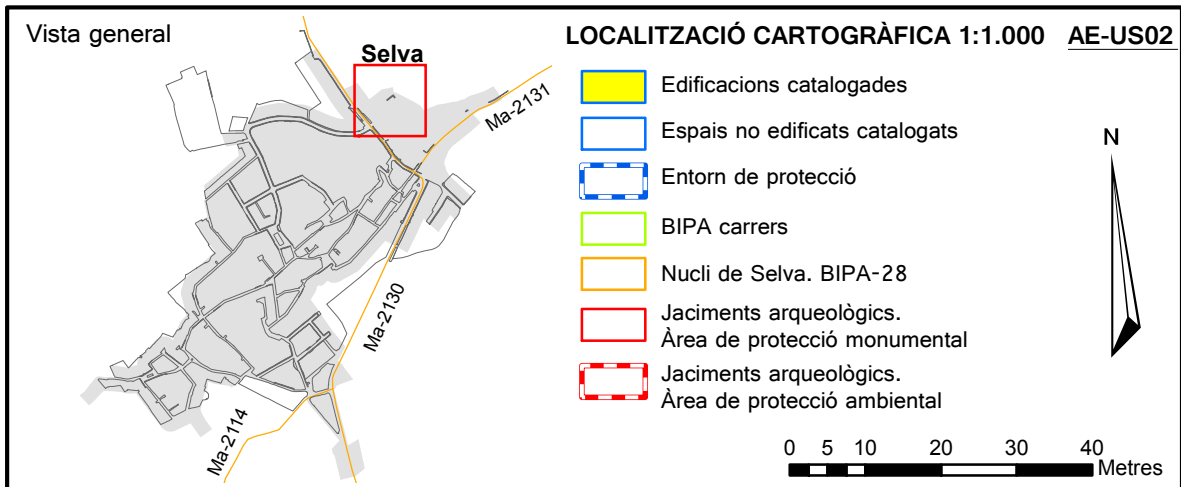 Vista general
Selva
Ma-2131
Ma-2130
Ma-2114
LOCALITZACIÓ CARTOGRÀFICA 1:1.000 AE-US02
Edificacions catalogades
Espais no edificats catalogats
Entorn de protecció
BIPA carrers
Nucli de Selva. BIPA-28
Jaciments arqueològics.
Àrea de protecció monumental
Jaciments arqueològics.
Àrea de protecció ambiental
N
0 5 10 20 30 40
Metres